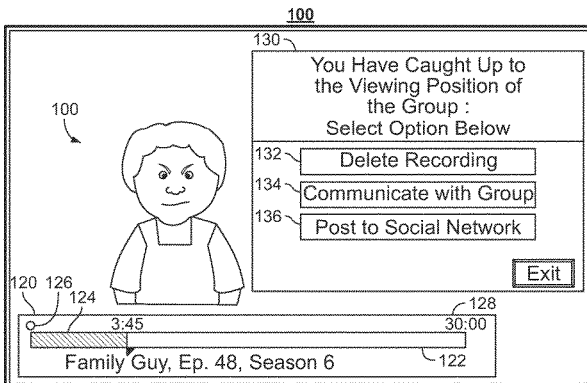 100
130
You Have Caught Up to
the Viewing Position of
the Group :
Select Option Below
100
132
Delete Recording
134
Communicate with Group
136
Post to Social Network
Exit
120
126
124
128
3:45
30:00
122
Family Guy, Ep. 48, Season 6